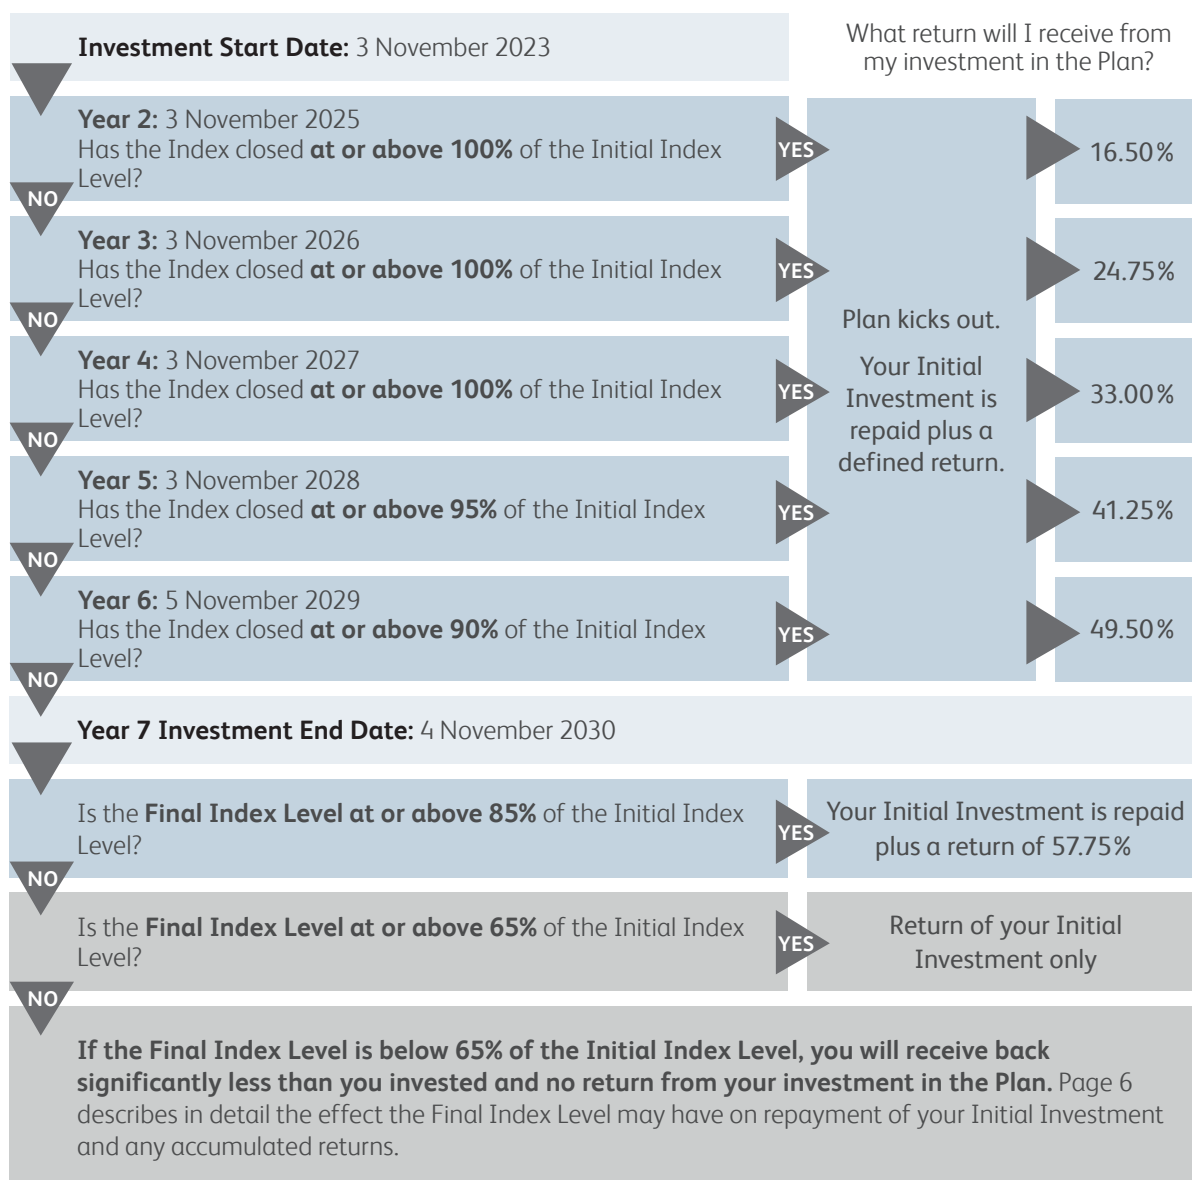 Investment Start Date: 3 November 2023
What return will I receive from
my investment in the Plan?
Year 2: 3 November 2025
Has the Index closed at or above 100% of the Initial Index
Level?
YES
16.50%
NO
Year 3: 3 November 2026
Has the Index closed at or above 100% of the Initial Index
Level?
YES
24.75%
NO
Year 4: 3 November 2027
Has the Index closed at or above 100% of the Initial Index
Level?
YES
33.00%
NO
Year 5: 3 November 2028
Has the Index closed at or above 95% of the Initial Index
Level?
YES
41.25%
NO
Year 6: 5 November 2029
Has the Index closed at or above 90% of the Initial Index
Level?
YES
49.50%
NO
Plan kicks out.
Your Initial
Investment is
repaid plus a
defined return.
Year 7 Investment End Date: 4 November 2030
Is the Final Index Level at or above 85% of the Initial Index
Level?
YES
Your Initial Investment is repaid
plus a return of 57.75%
NO
Is the Final Index Level at or above 65% of the Initial Index
Level?
YES
Return of your Initial
Investment only
NO
If the Final Index Level is below 65% of the Initial Index Level, you will receive back
significantly less than you invested and no return from your investment in the Plan. Page 6
describes in detail the effect the Final Index Level may have on repayment of your Initial Investment
and any accumulated returns.